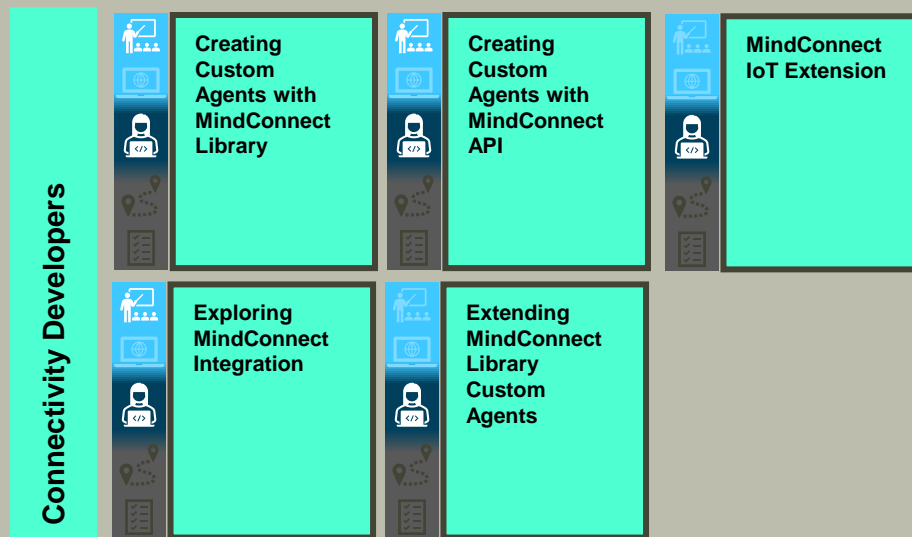 Connectivity Developers
Creating
Custom
Agents with
MindConnect
Library
Creating
Custom
Agents with
MindConnect
API
MindConnect
IoT Extension
Exploring
MindConnect
Integration
Extending
MindConnect
Library
Custom
Agents